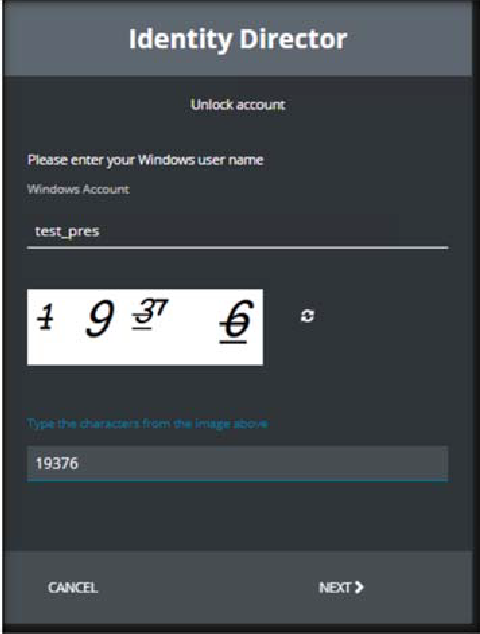 Identity Director
Unlock account
Please enter your Windows user name
Windows Account
test_pres
1 9 37 6
Type the characters from the image above
19376
CANCEL NEXT